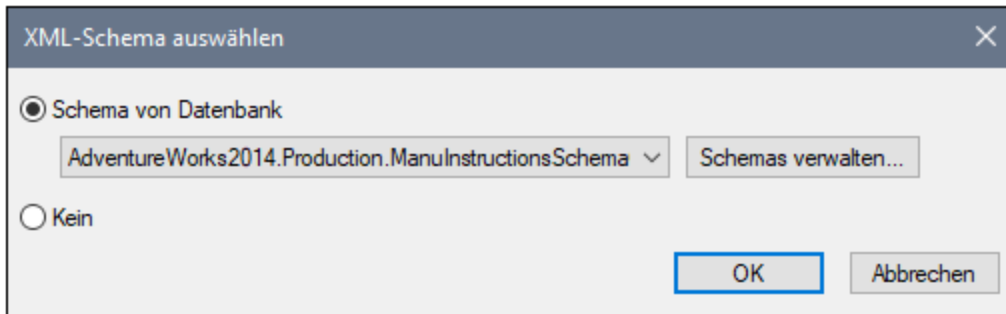 XML-Schema auswählen
Schema von Datenbank
AdventureWorks2014.Production.ManuInstructionsSchema
Schemas verwalten...
Kein
OK
Abbrechen